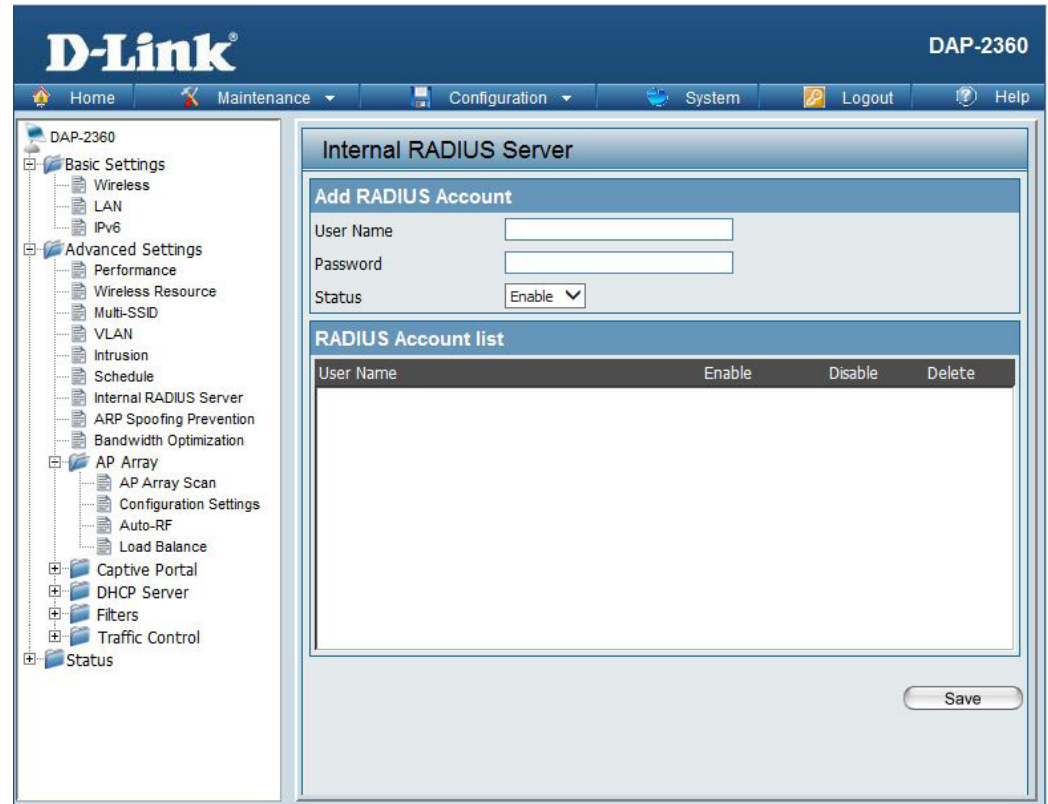 D-Link®
DAP-2360
Home Maintenance Configuration System Logout Help
DAP-2360
Basic Settings
Wireless
LAN
IPv6
Advanced Settings
Performance
Wireless Resource
Multi-SSID
VLAN
Intrusion
Schedule
Internal RADIUS Server
ARP Spoofing Prevention
Bandwidth Optimization
AP Array
AP Array Scan
Configuration Settings
Auto-RF
Load Balance
Captive Portal
DHCP Server
Filters
Traffic Control
Status
Internal RADIUS Server
Add RADIUS Account
User Name
Password
Status Enable
RADIUS Account list
User Name Enable Disable Delete
Save